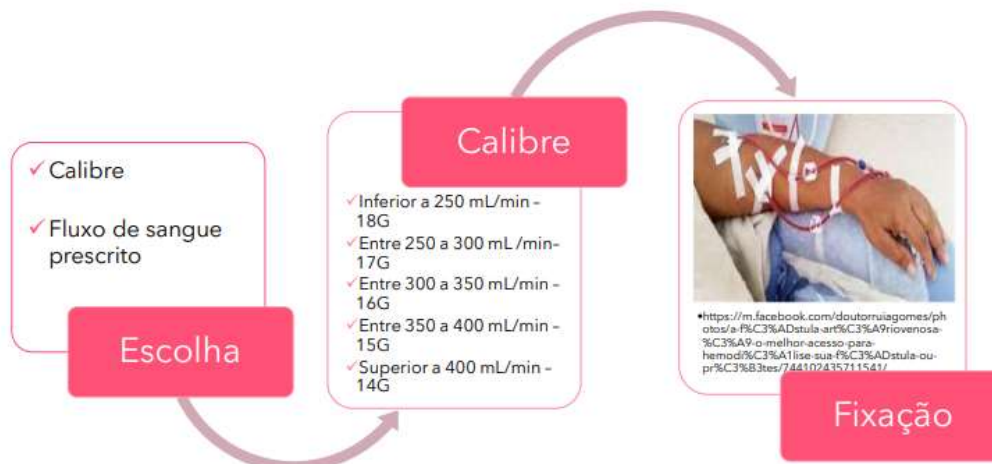 ✓ Calibre
✓ Fluxo de sangue
prescrito
Escolha
Calibre
✓Inferior a 250 mL/min –
18G
✓Entre 250 a 300 mL /min–
17G
✓Entre 300 a 350 mL/min –
16G
✓Entre 350 a 400 mL/min –
15G
✓Superior a 400 mL/min –
14G
•https://m.facebook.com/doutorruiagomes/ph
otos/a-f%C3%ADstula-art%C3%A9riovenosa-
%C3%A9-o-melhor-acesso-para-
hemodi%C3%A1lise-sua-f%C3%ADstula-ou-
pr%C3%B3tes/744102435711541/
Fixação